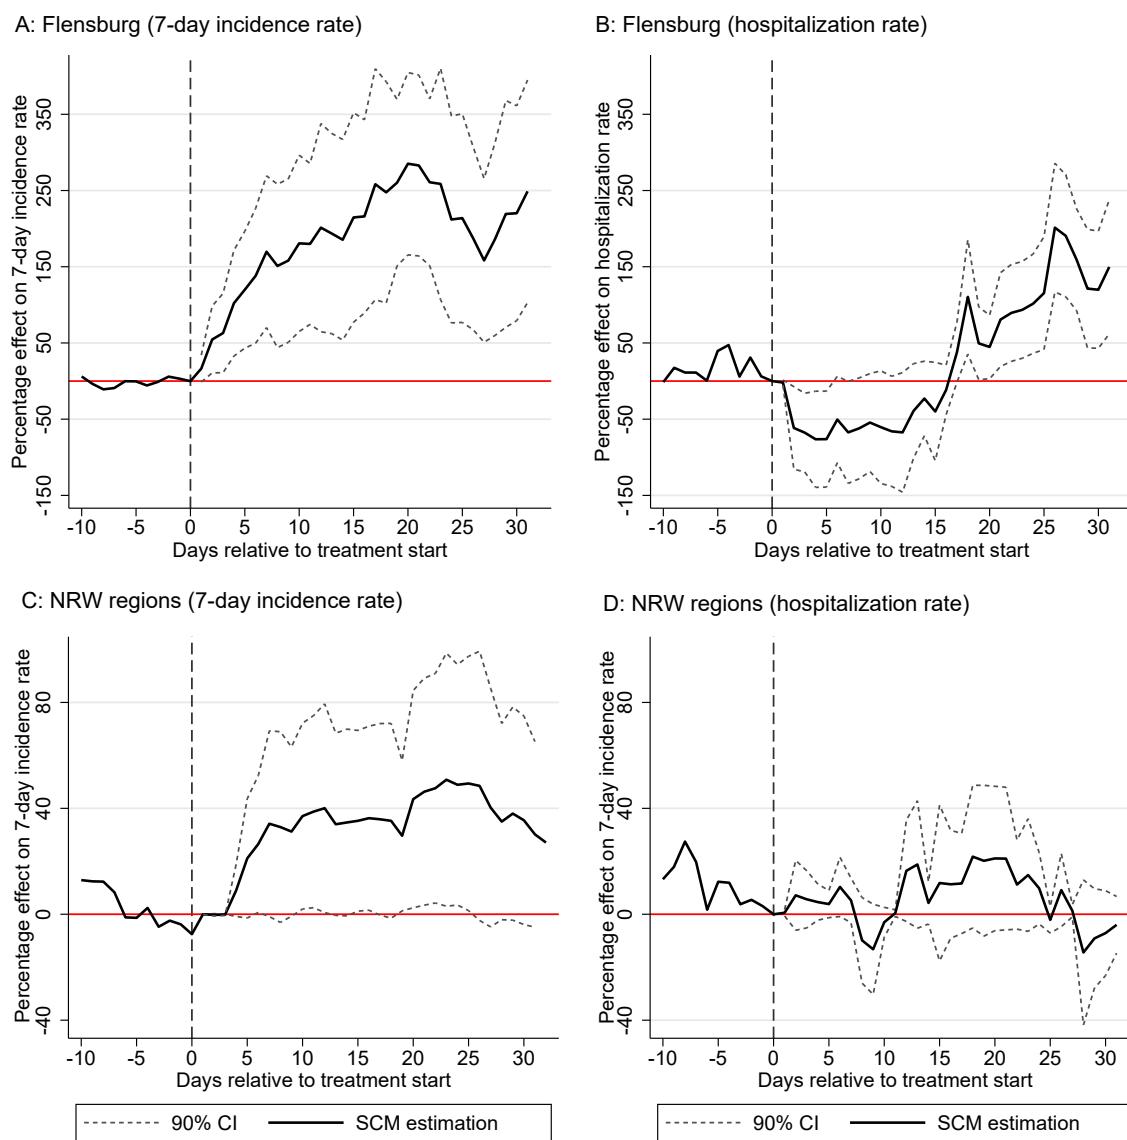 A: Flensburg (7-day incidence rate)
Percentage effect on 7-day incidence rate
350
250
150
50
-50
-150
-10 -5 0 5 10 15 20 25 30
Days relative to treatment start
B: Flensburg (hospitalization rate)
Percentage effect on hospitalization rate
350
250
150
50
-50
-150
-10 -5 0 5 10 15 20 25 30
Days relative to treatment start
C: NRW regions (7-day incidence rate)
Percentage effect on 7-day incidence rate
80
40
0
-40
-10 -5 0 5 10 15 20 25 30
Days relative to treatment start
90% CI SCM estimation
D: NRW regions (hospitalization rate)
Percentage effect on 7-day incidence rate
80
40
0
-40
-10 -5 0 5 10 15 20 25 30
Days relative to treatment start
90% CI SCM estimation